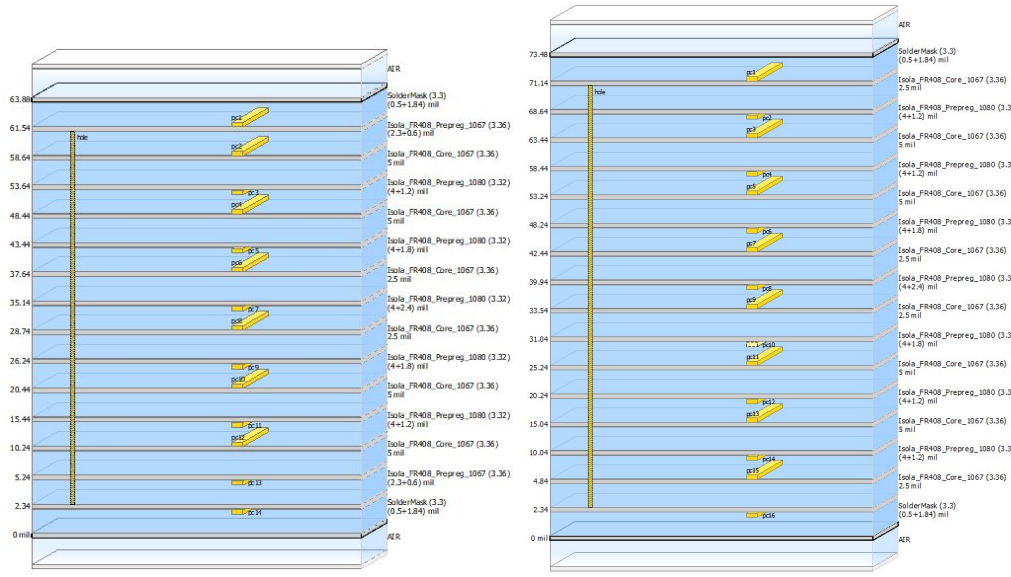 AIR
63.88
SolderMask (3.3)
(0.5+1.84) mil
pc1
61.54
hole
Isola_FR408_Prepreg_1067 (3.36)
(2.3+0.6) mil
pc2
58.64
Isola_FR408_Core_1067 (3.36)
5 mil
53.64
pc3
Isola_FR408_Prepreg_1080 (3.32)
(4+1.2) mil
pc4
48.44
Isola_FR408_Core_1067 (3.36)
5 mil
43.44
pc5
Isola_FR408_Prepreg_1080 (3.32)
(4+1.8) mil
pc6
37.64
Isola_FR408_Core_1067 (3.36)
2.5 mil
35.14
pc7
Isola_FR408_Prepreg_1080 (3.32)
(4+2.4) mil
pc8
28.74
Isola_FR408_Core_1067 (3.36)
2.5 mil
26.24
pc9
Isola_FR408_Prepreg_1080 (3.32)
(4+1.8) mil
pc10
20.44
Isola_FR408_Core_1067 (3.36)
5 mil
15.44
pc11
Isola_FR408_Prepreg_1080 (3.32)
(4+1.2) mil
pc12
10.24
Isola_FR408_Core_1067 (3.36)
5 mil
5.24
pc13
Isola_FR408_Prepreg_1067 (3.36)
(2.3+0.6) mil
2.34
pc14
SolderMask (3.3)
(0.5+1.84) mil
0 mil
AIR
AIR
73.48
SolderMask (3.3)
(0.5+1.84) mil
pc1
71.14
hole
Isola_FR408_Core_1067 (3.36)
2.5 mil
68.64
pc2
Isola_FR408_Prepreg_1080 (3.3
(4+1.2) mil
pc3
63.44
Isola_FR408_Core_1067 (3.36)
5 mil
58.44
pc4
Isola_FR408_Prepreg_1080 (3.3
(4+1.2) mil
pc5
53.24
Isola_FR408_Core_1067 (3.36)
5 mil
48.24
pc6
Isola_FR408_Prepreg_1080 (3.3
(4+1.8) mil
pc7
42.44
Isola_FR408_Core_1067 (3.36)
2.5 mil
39.94
pc8
Isola_FR408_Prepreg_1080 (3.3
(4+2.4) mil
pc9
33.54
Isola_FR408_Core_1067 (3.36)
2.5 mil
31.04
pc10
Isola_FR408_Prepreg_1080 (3.3
(4+1.8) mil
pc11
25.24
Isola_FR408_Core_1067 (3.36)
5 mil
20.24
pc12
Isola_FR408_Prepreg_1080 (3.3
(4+1.2) mil
pc13
15.04
Isola_FR408_Core_1067 (3.36)
5 mil
10.04
pc14
Isola_FR408_Prepreg_1080 (3.3
(4+1.2) mil
pc15
4.84
Isola_FR408_Core_1067 (3.36)
2.5 mil
2.34
pc16
SolderMask (3.3)
(0.5+1.84) mil
0 mil
AIR